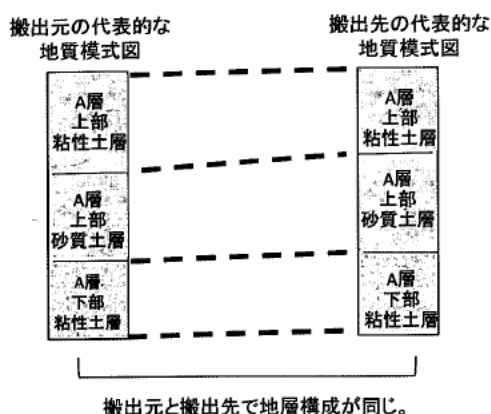 搬出元の代表的な
地質模式図
搬出先の代表的な
地質模式図
A層
上部
粘性土層
A層
上部
砂質土層
A層
下部
粘性土層
A層
上部
粘性土層
A層
上部
砂質土層
A層
下部
粘性土層
搬出元と搬出先で地層構成が同じ。